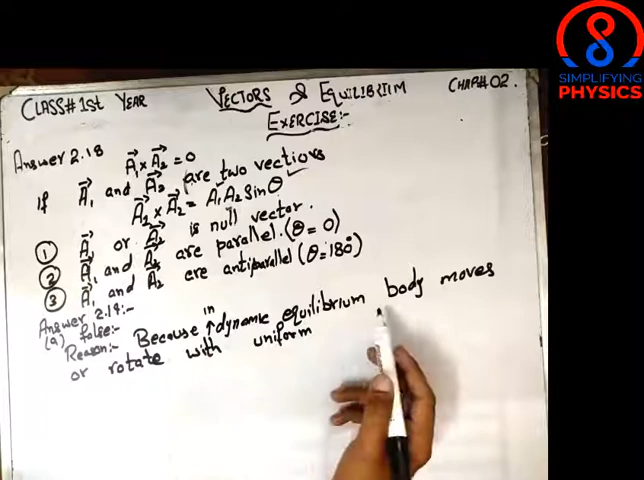 CLASS# 1st YEAR VECTORS & EQUILIBRIUM CHAP# 02.
EXERCISE:-
Answer 2.18 A₁ x A₂ = 0
If A₁ and A₂ are two vectiors
A₂ x A₂ = A₁ A₂ Sinθ
① A₁ or A₂ is null vector.
② A₁ and A₂ are parallel. (θ = 0)
③ A₁ and A₂ are antiparallel (θ = 180°)
Answer 2.19:-
(a) false:-
Reason:- Because in dynamic equilibrium body moves
or rotate with uniform
SIMPLIFYING
PHYSICS